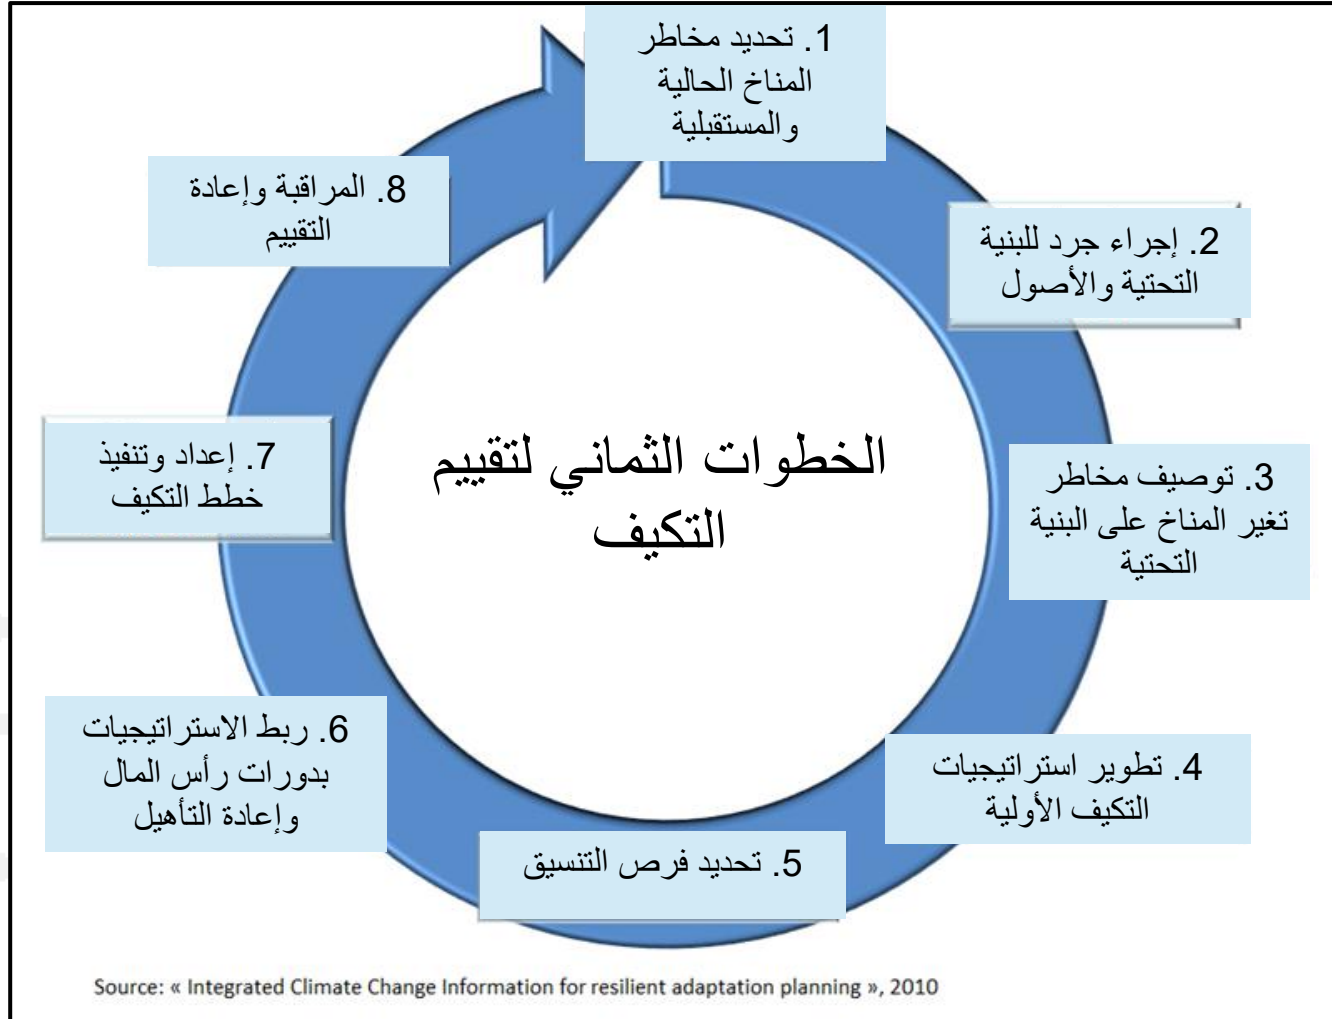 1. تحديد مخاطر
المناخ الحالية
والمستقبلية
2. إجراء جرد للبنية
التحتية والأصول
3. توصيف مخاطر
تغير المناخ على البنية
التحتية
4. تطوير استراتيجيات
التكيف الأولية
5. تحديد فرص التنسيق
6. ربط الاستراتيجيات
بدورات رأس المال
وإعادة التأهيل
7. إعداد وتنفيذ
خطط التكيف
8. المراقبة وإعادة
التقييم
الخطوات الثماني لتقييم
التكيف
Source: « Integrated Climate Change Information for resilient adaptation planning », 2010